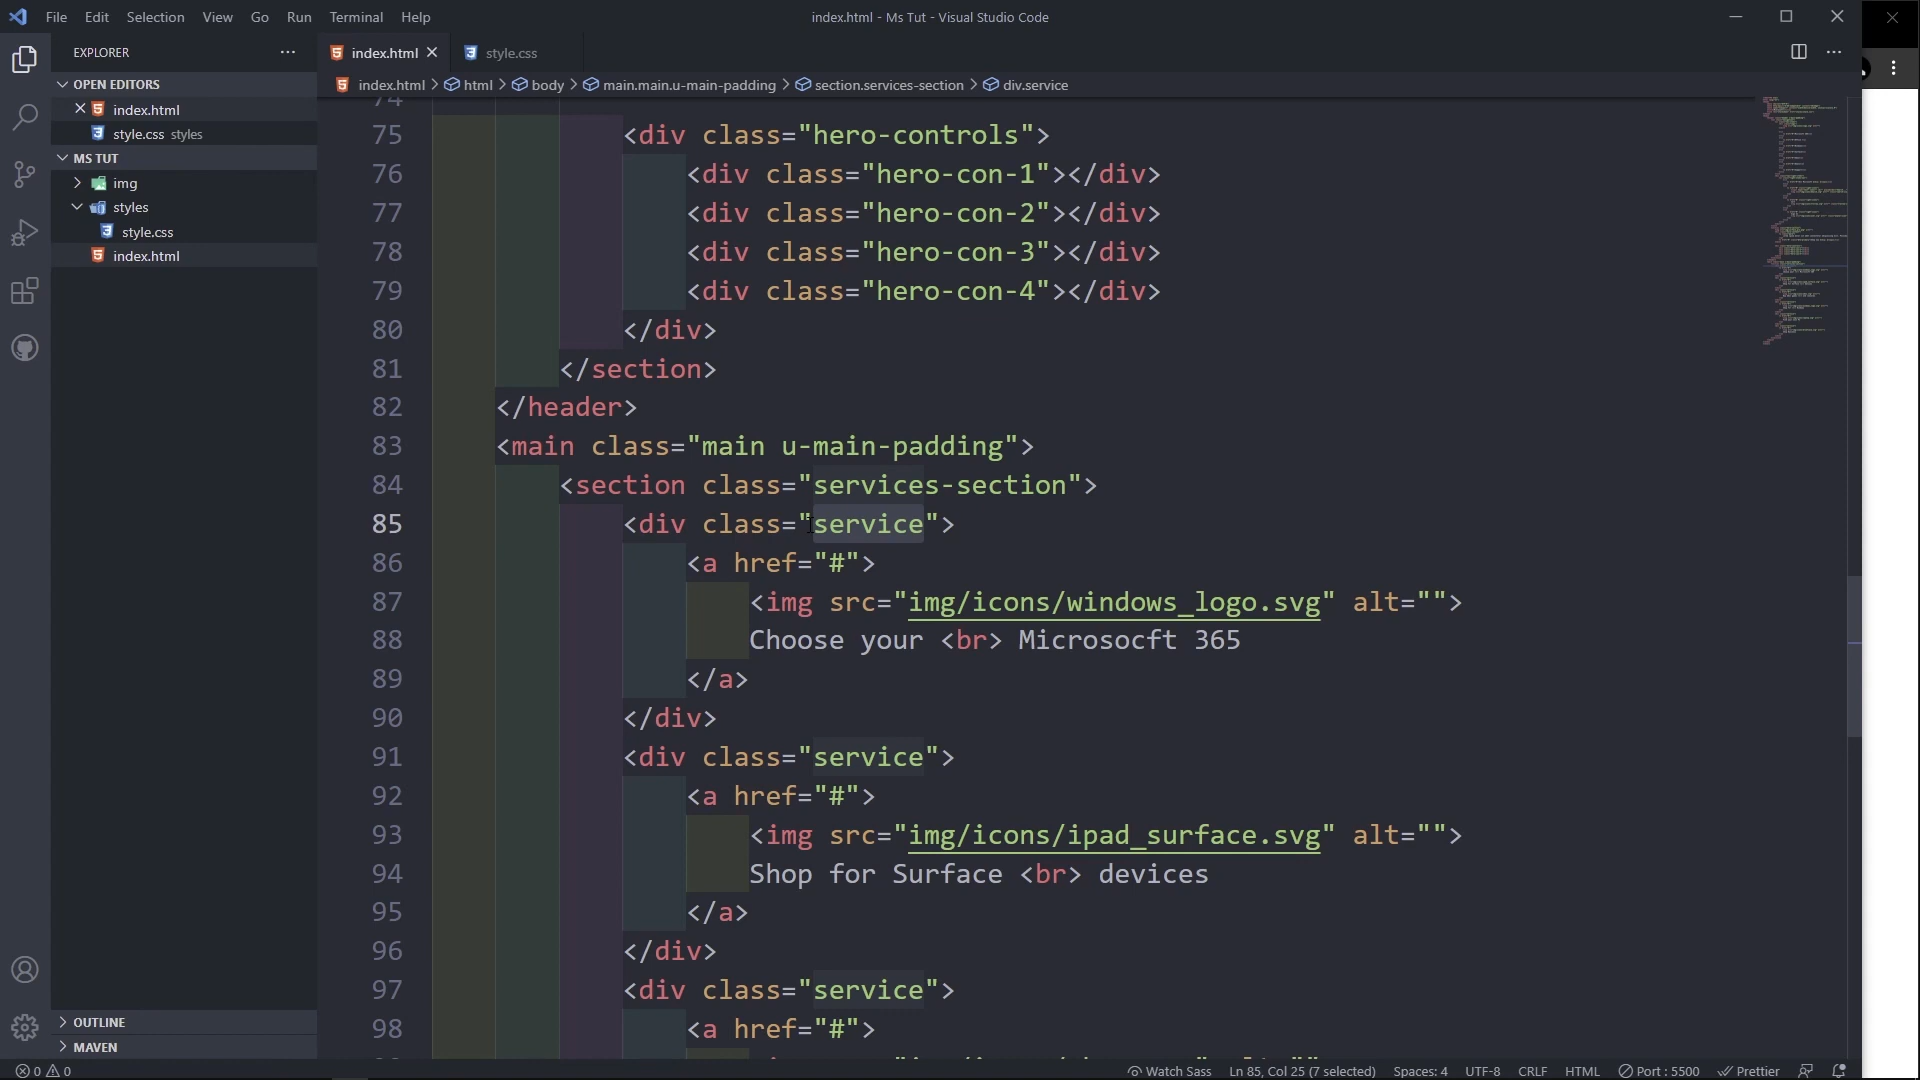 File Edit Selection View Go Run Terminal Help
index.html - Ms Tut - Visual Studio Code
EXPLORER
OPEN EDITORS
index.html
style.css styles
MS TUT
img
styles
style.css
index.html
OUTLINE
MAVEN
index.html style.css
index.html > html > body > main.main.u-main-padding > section.services-section > div.service
75 <div class="hero-controls">
76 <div class="hero-con-1"></div>
77 <div class="hero-con-2"></div>
78 <div class="hero-con-3"></div>
79 <div class="hero-con-4"></div>
80 </div>
81 </section>
82 </header>
83 <main class="main u-main-padding">
84 <section class="services-section">
85 <div class="service">
86 <a href="#">
87 <img src="img/icons/windows_logo.svg" alt="">
88 Choose your <br> Microsocft 365
89 </a>
90 </div>
91 <div class="service">
92 <a href="#">
93 <img src="img/icons/ipad_surface.svg" alt="">
94 Shop for Surface <br> devices
95 </a>
96 </div>
97 <div class="service">
98 <a href="#">
0 0 Watch Sass Ln 85, Col 25 (7 selected) Spaces: 4 UTF-8 CRLF HTML Port : 5500 Prettier